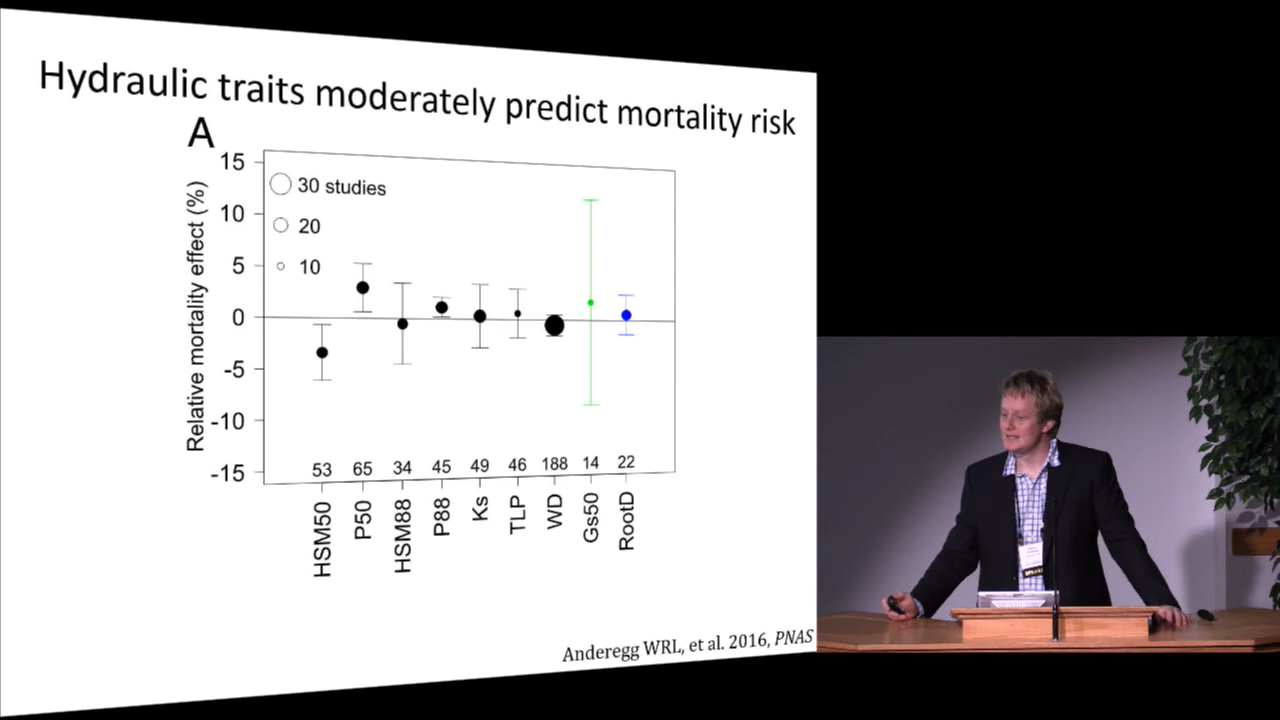 Hydraulic traits moderately predict mortality risk
A
Relative mortality effect (%)
15
10
5
0
-5
-10
-15
30 studies
20
10
53 65 34 45 49 46 188 14 22
HSM50
P50
HSM88
P88
Ks
TLP
WD
Gs50
RootD
Anderegg WRL, et al. 2016, PNAS